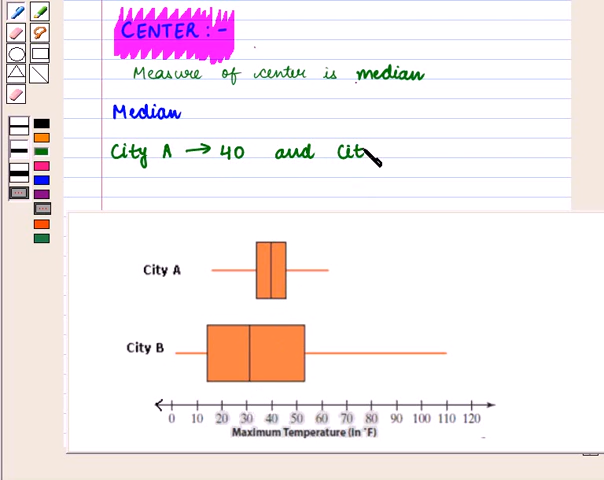 CENTER : -
Measure of center is median
Median
City A → 40 and Cit
City A
City B
0 10 20 30 40 50 60 70 80 90 100 110 120
Maximum Temperature (in °F)